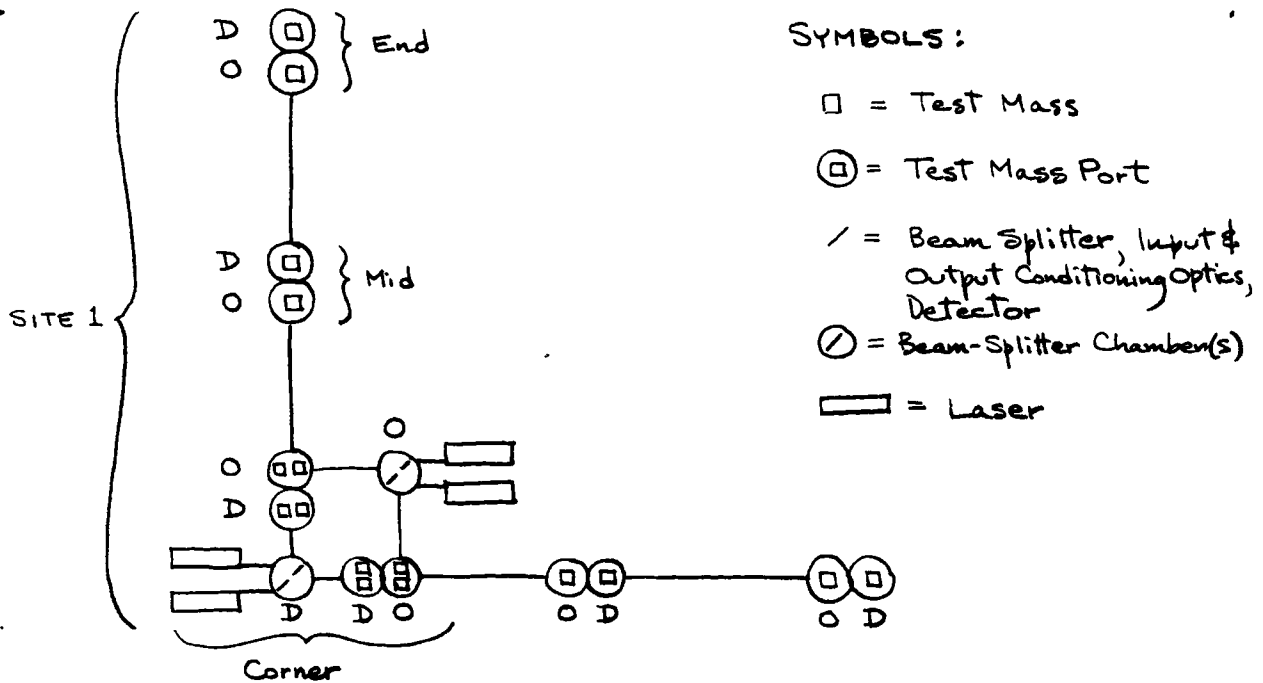 D
O
End
D
O
Mid
SITE 1
O
O
D
D
D
O
O D
O D
Corner
SYMBOLS:
= Test Mass
= Test Mass Port
= Beam Splitter, Input &
Output Conditioning Optics,
Detector
= Beam-Splitter Chamber(s)
= Laser